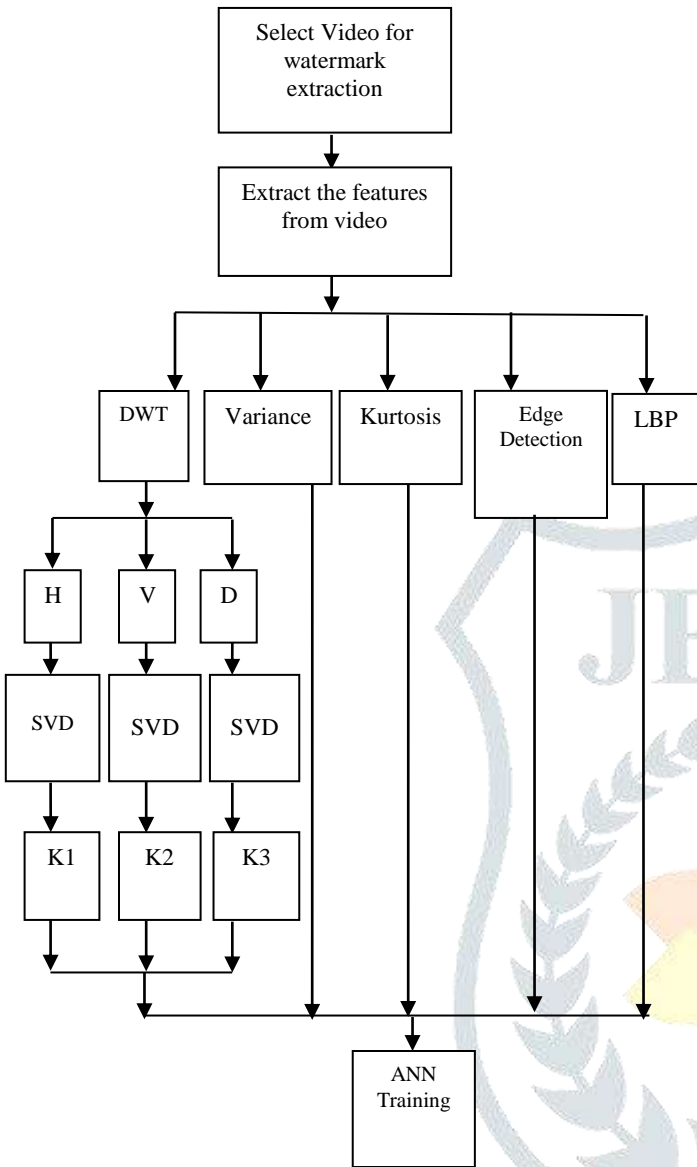 Select Video for
watermark
extraction
Extract the features
from video
DWT
Variance
Kurtosis
Edge
Detection
LBP
H
V
D
SVD
SVD
SVD
K1
K2
K3
ANN
Training